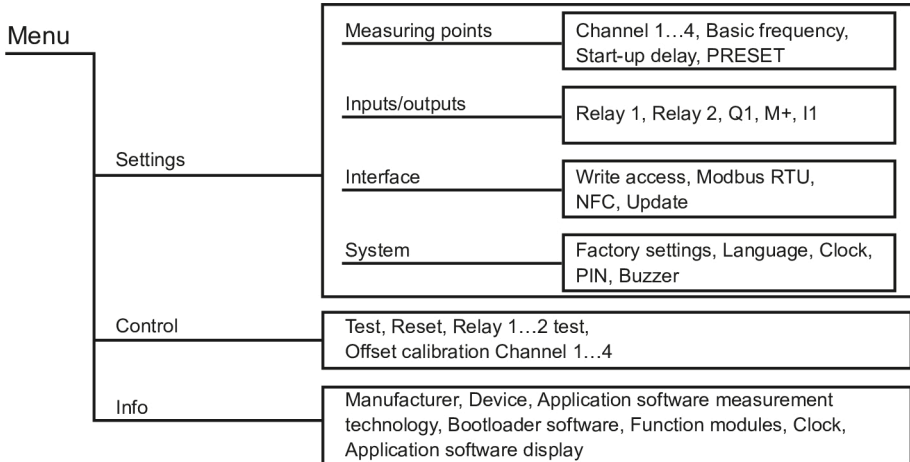 Menu
Settings
Measuring points
Channel 1…4, Basic frequency,
Start-up delay, PRESET
Inputs/outputs
Relay 1, Relay 2, Q1, M+, I1
Interface
Write access, Modbus RTU,
NFC, Update
System
Factory settings, Language, Clock,
PIN, Buzzer
Control
Test, Reset, Relay 1…2 test,
Offset calibration Channel 1…4
Info
Manufacturer, Device, Application software measurement
technology, Bootloader software, Function modules, Clock,
Application software display